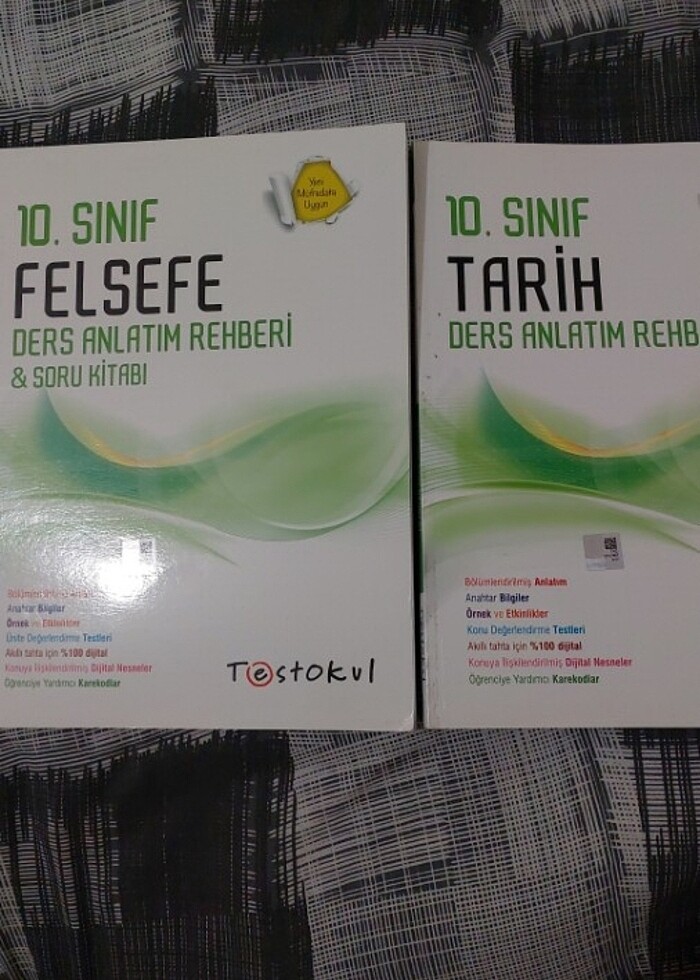 Yeni
Müfredata
Uygun
10. SINIF
FELSEFE
DERS ANLATIM REHBERİ
& SORU KİTABI
Anahtar Bilgiler
Örnek ve Etkinlikler
Ünite Değerlendirme Testleri
Akıllı tahta için %100 dijital
Konuya İlişkilendirilmiş Dijital Nesneler
Öğrenciye Yardımcı Karekodlar
Testokul
10. SINIF
TARİH
DERS ANLATIM REHB
Bölümlendirilmiş Anlatım
Anahtar Bilgiler
Örnek ve Etkinlikler
Konu Değerlendirme Testleri
Akıllı tahta için %100 dijital
Konuya İlişkilendirilmiş Dijital Nesneler
Öğrenciye Yardımcı Karekodlar